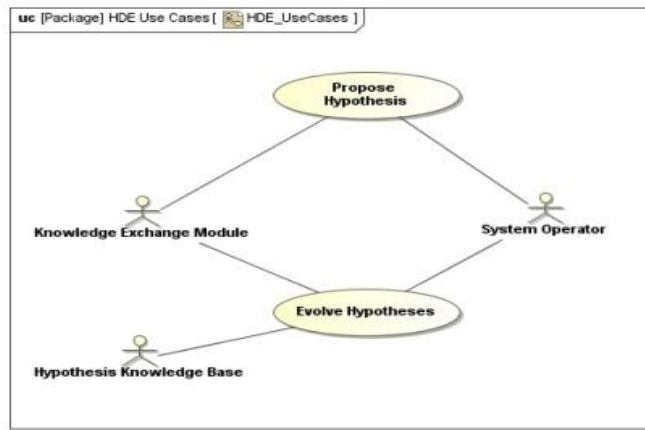 uc [Package] HDE Use Cases [ HDE_UseCases ]
Propose
Hypothesis
Knowledge Exchange Module
System Operator
Evolve Hypotheses
Hypothesis Knowledge Base